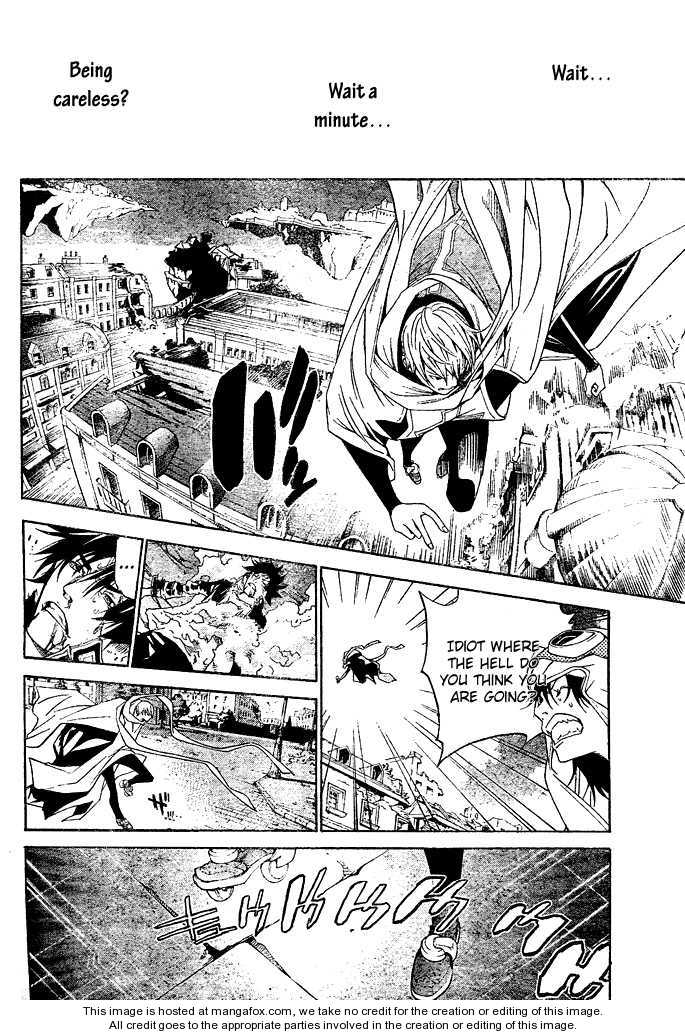 Wait...
Wait a
minute...
Being
careless?
...
IDIOT WHERE
THE HELL DO
YOU THINK YOU
ARE GOING?
This image is hosted at mangafox.com, we take no credit for the creation or editing of this image.
All credit goes to the appropriate parties involved in the creation or editing of this image.